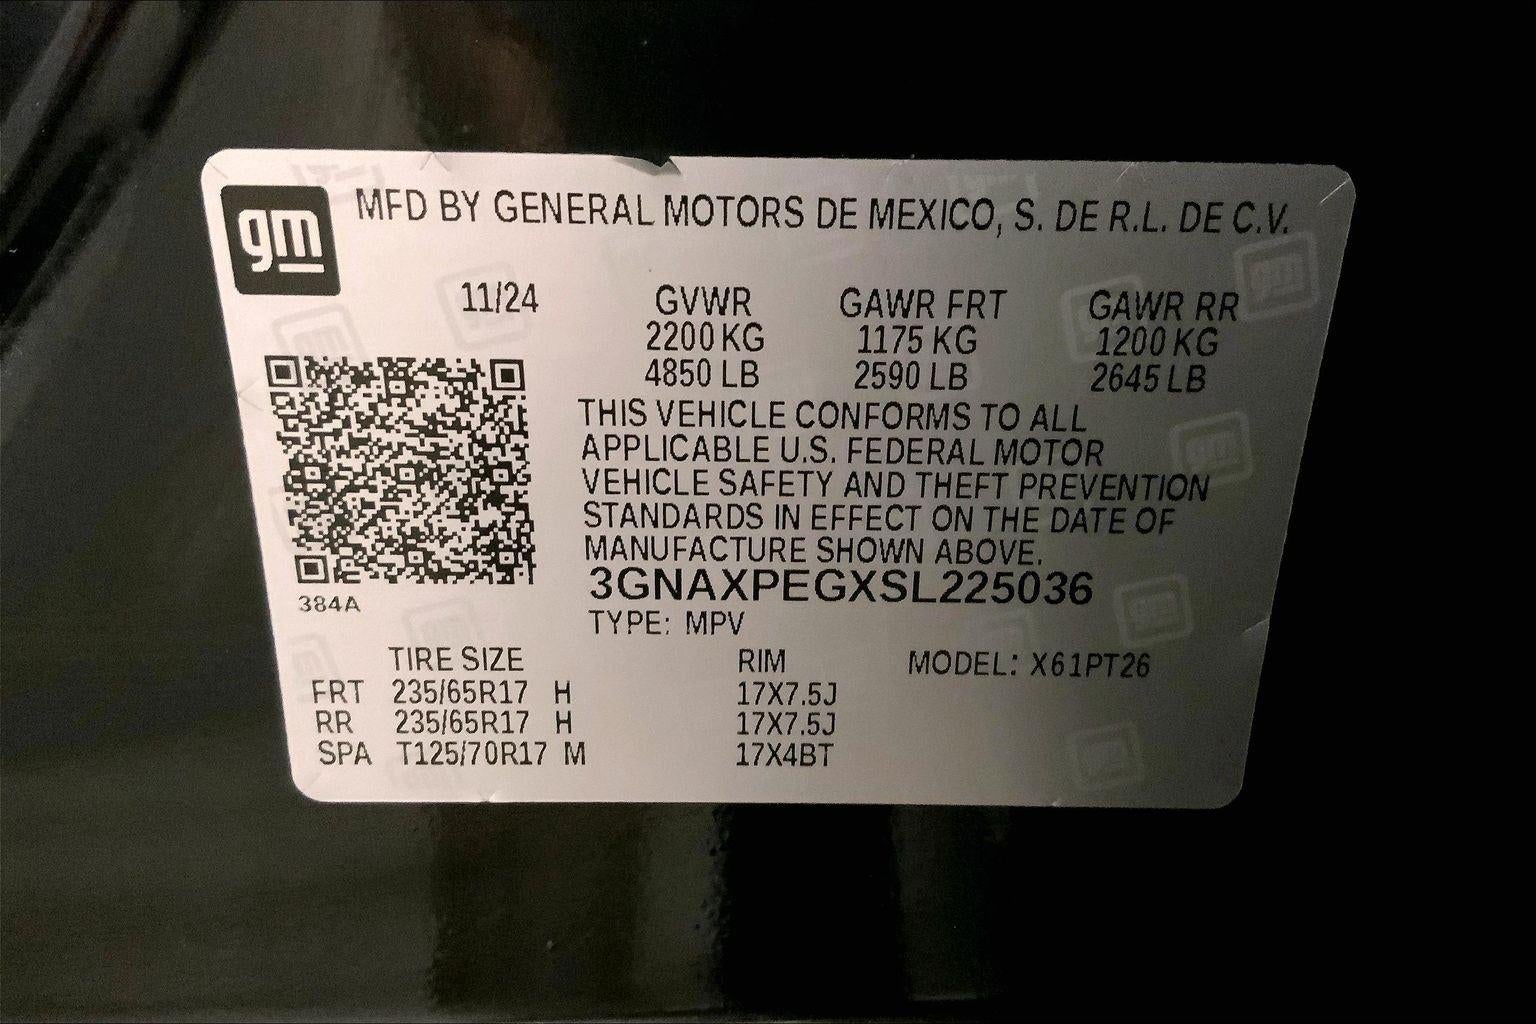 gm
MFD BY GENERAL MOTORS DE MEXICO, S. DE R.L. DE C.V.
11/24 GVWR GAWR FRT GAWR RR
2200 KG 1175 KG 1200 KG
4850 LB 2590 LB 2645 LB
THIS VEHICLE CONFORMS TO ALL
APPLICABLE U.S. FEDERAL MOTOR
VEHICLE SAFETY AND THEFT PREVENTION
STANDARDS IN EFFECT ON THE DATE OF
MANUFACTURE SHOWN ABOVE.
3GNAXPEGXSL225036
384A
TYPE: MPV
TIRE SIZE RIM MODEL: X61PT26
FRT 235/65R17 H 17X7.5J
RR 235/65R17 H 17X7.5J
SPA T125/70R17 M 17X4BT